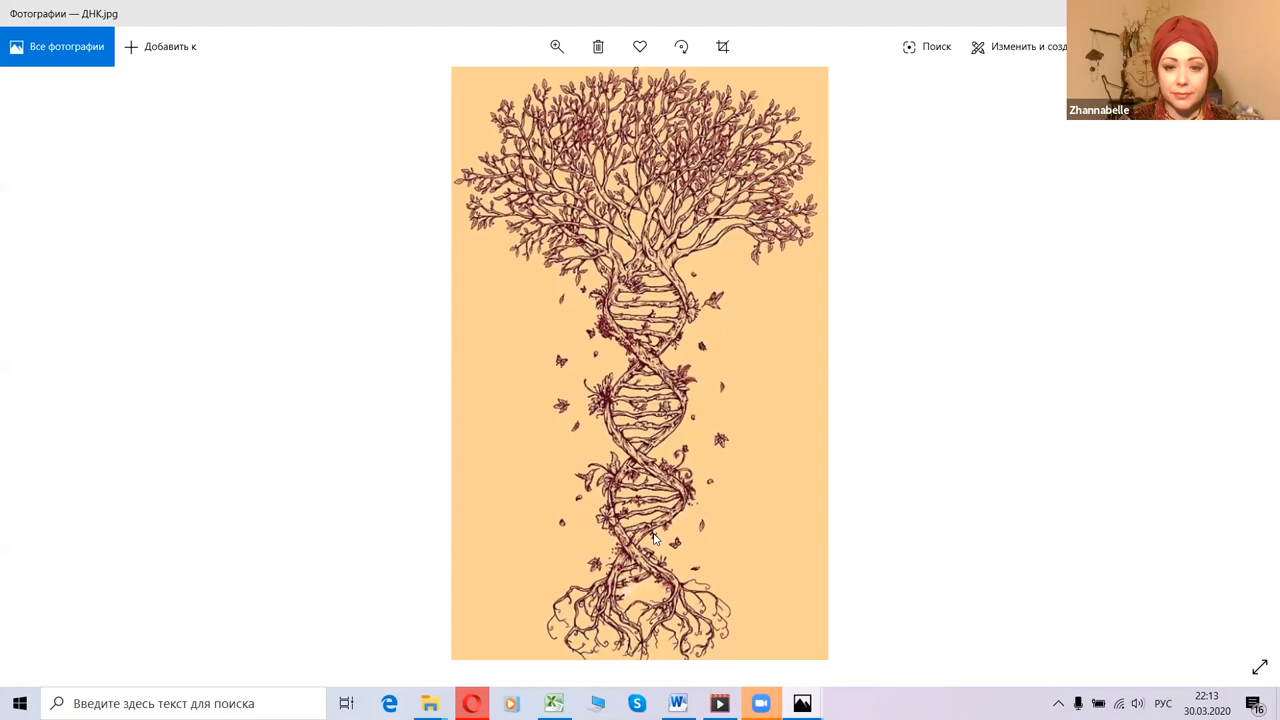 Фотографии — ДНК.jpg
Все фотографии
Добавить к
Поиск
Изменить и созд
Zhannabelle
Введите здесь текст для поиска
РУС
22:13
30.03.2020
16